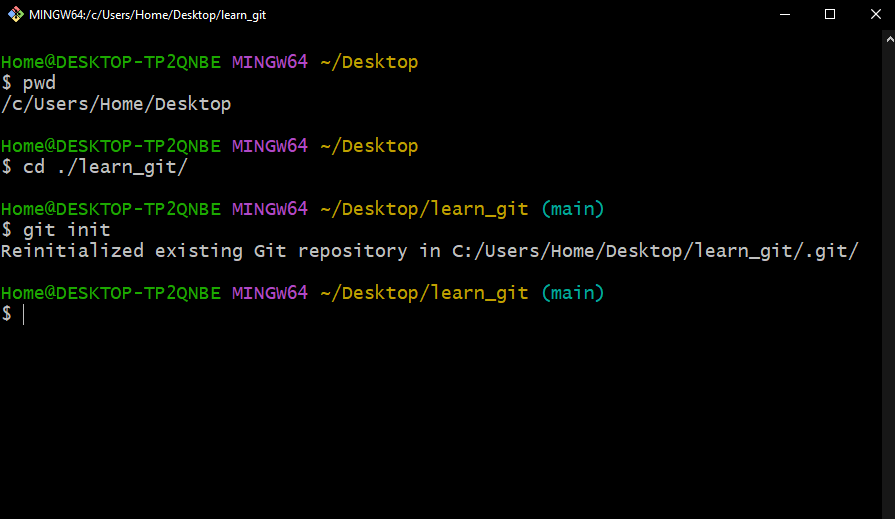 MINGW64:/c/Users/Home/Desktop/learn_git
Home@DESKTOP-TP2QNBE MINGW64 ~/Desktop
$ pwd
/c/Users/Home/Desktop
Home@DESKTOP-TP2QNBE MINGW64 ~/Desktop
$ cd ./learn_git/
Home@DESKTOP-TP2QNBE MINGW64 ~/Desktop/learn_git (main)
$ git init
Reinitialized existing Git repository in C:/Users/Home/Desktop/learn_git/.git/
Home@DESKTOP-TP2QNBE MINGW64 ~/Desktop/learn_git (main)
$